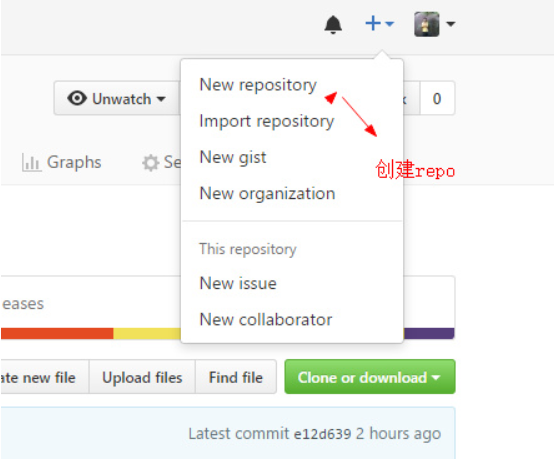 New repository
Unwatch
0
Import repository
Graphs
New gist
创建repo
New organization
This repository
eases
New issue
New collaborator
ate new file
Upload files
Find file
Clone or download
Latest commit e12d639 2 hours ago